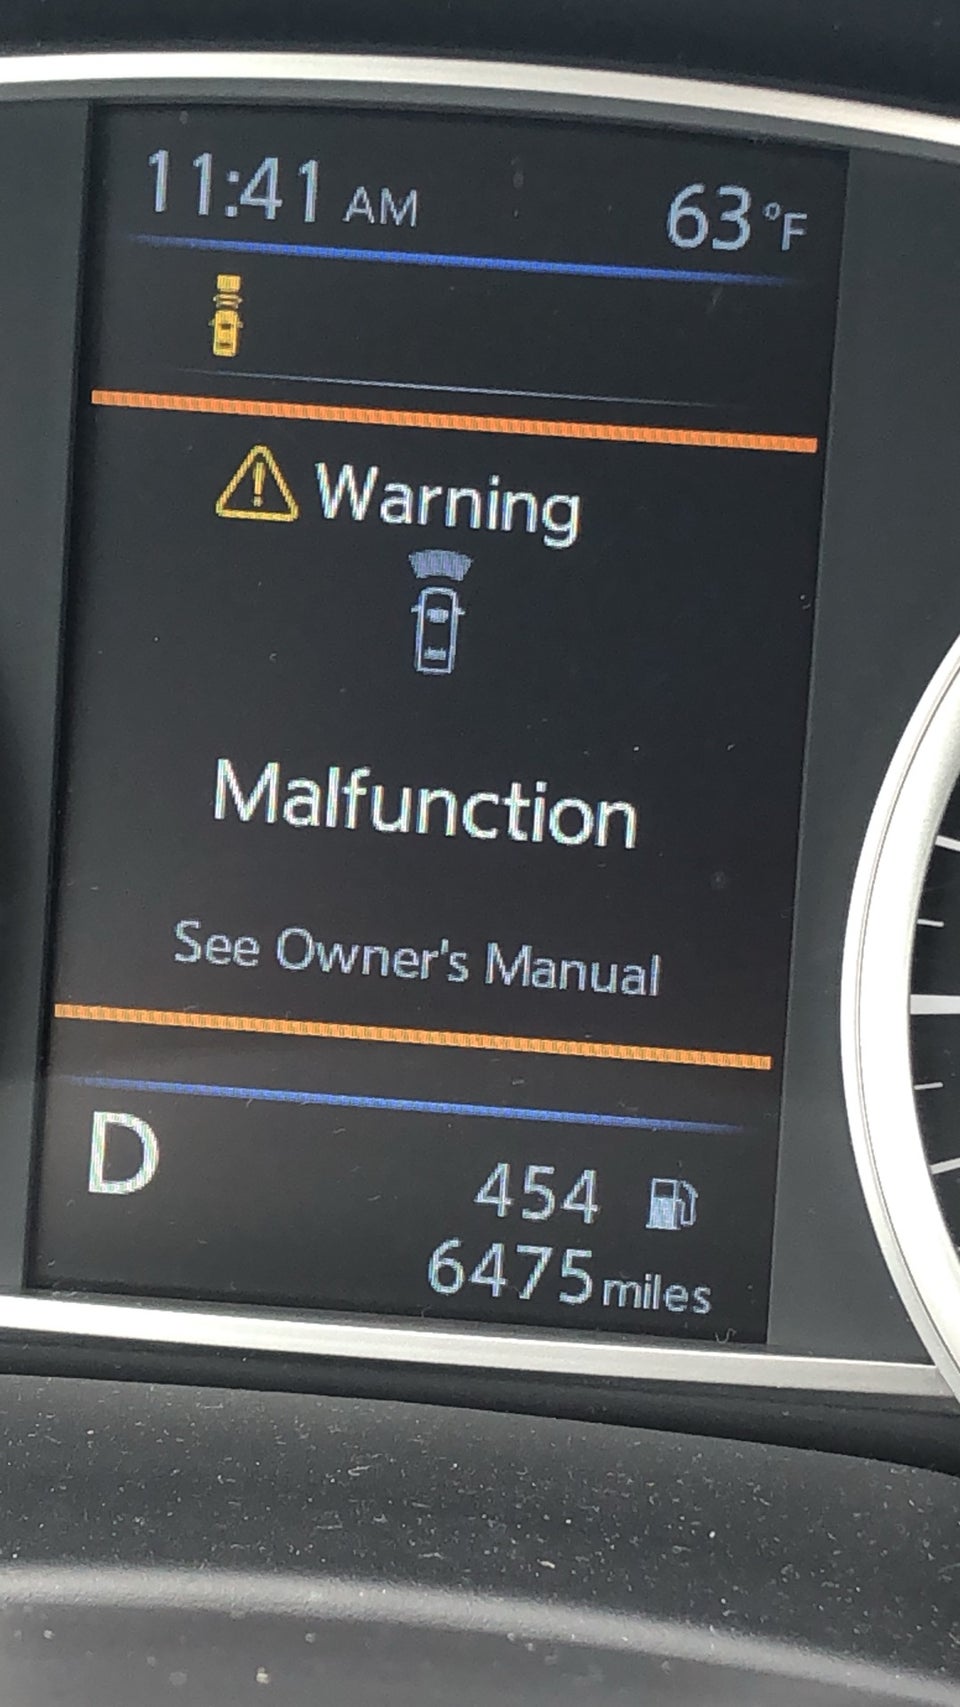 11:41 AM 63 °F
Warning
Malfunction
See Owner's Manual
D
454
6475 miles